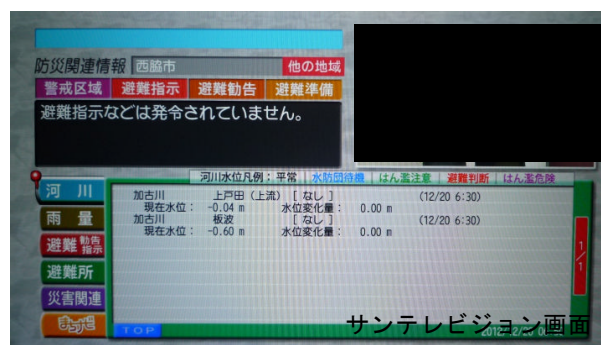 防災関連情報 西脇市 他の地域
警戒区域 避難指示 避難勧告 避難準備
避難指示などは発令されていません。
河川水位凡例：平常 水防団待機 はん濫注意 避難判断 はん濫危険
河川
雨量
避難勧告指示
避難所
災害関連
加古川 上戸田（上流） [ なし ] (12/20 6:30)
現在水位： -0.04 m 水位変化量： 0.00 m
加古川 板波 [ なし ] (12/20 6:30)
現在水位： -0.60 m 水位変化量： 0.00 m
1/1
TOP
サンテレビジョン画面